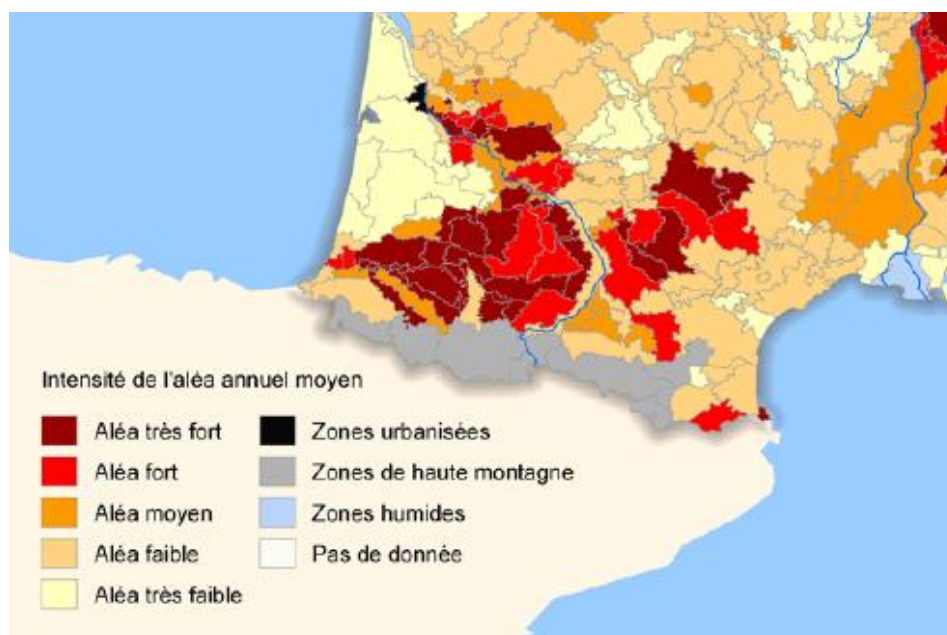 Intensité de l'aléa annuel moyen
Aléa très fort
Aléa fort
Aléa moyen
Aléa faible
Aléa très faible
Zones urbanisées
Zones de haute montagne
Zones humides
Pas de donnée